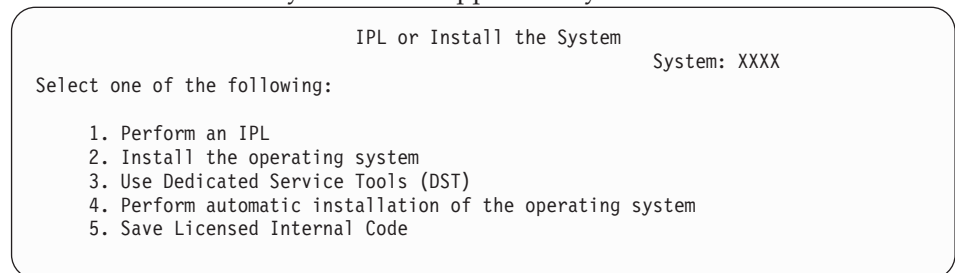 IPL or Install the System
System: XXXX
Select one of the following:
1. Perform an IPL
2. Install the operating system
3. Use Dedicated Service Tools (DST)
4. Perform automatic installation of the operating system
5. Save Licensed Internal Code